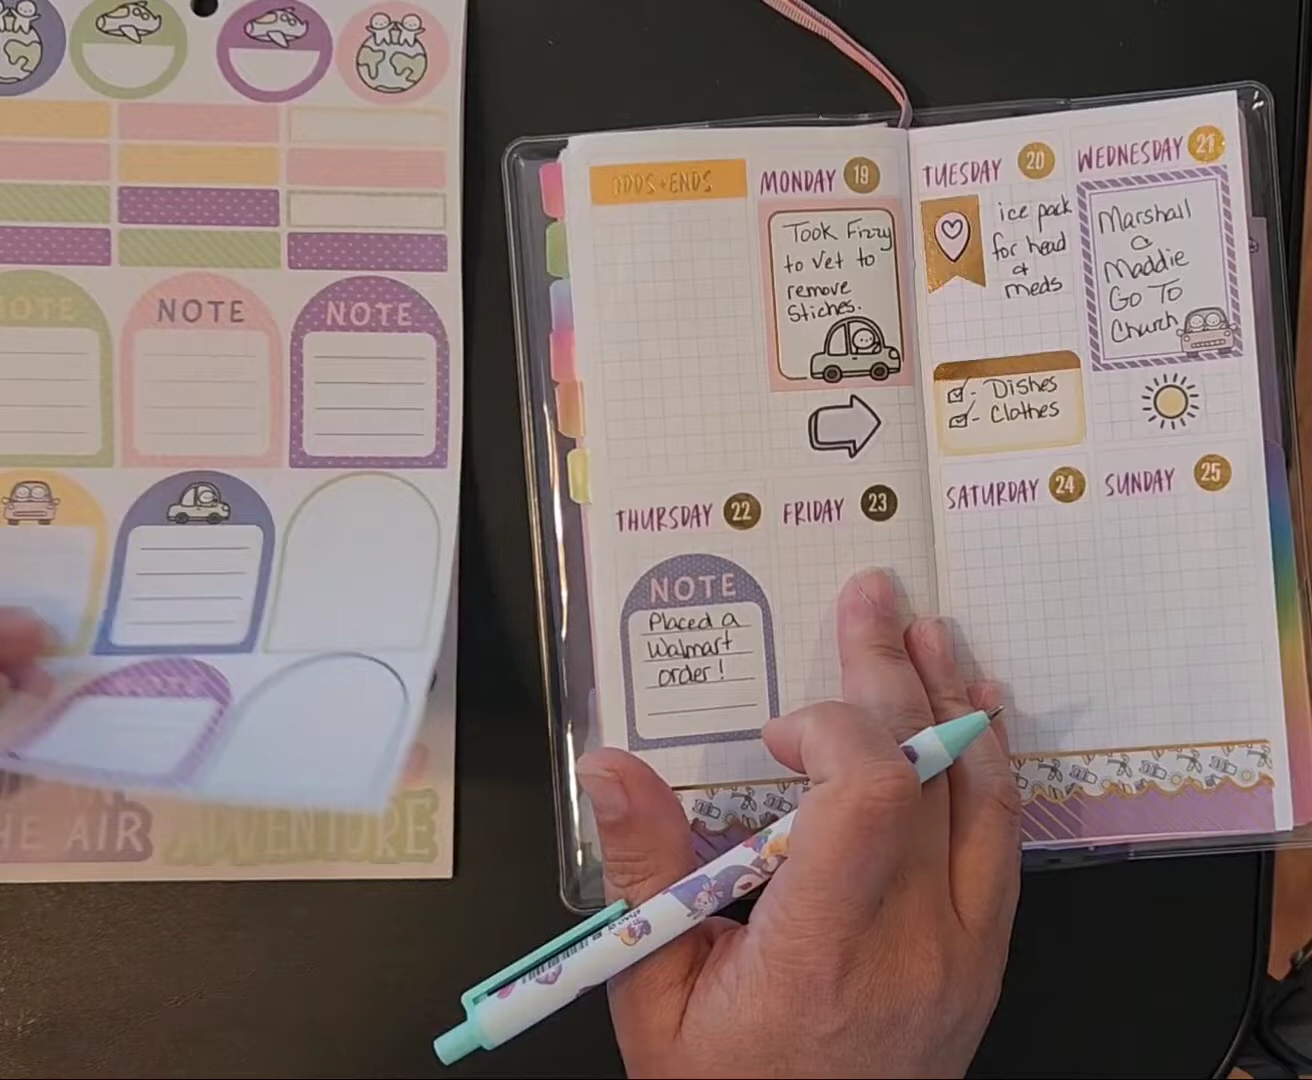 NOTE
NOTE
NOTE
THE AIR
ADVENTURE
ODDS + ENDS
MONDAY 19
Took Fizzy
to vet to
remove
Stiches.
TUESDAY 20
ice pack
for head
&
meds
- Dishes
- Clothes
WEDNESDAY 21
Marshall
&
Maddie
Go To
Church
THURSDAY 22
NOTE
Placed a
Walmart
order!
FRIDAY 23
SATURDAY 24
SUNDAY 25